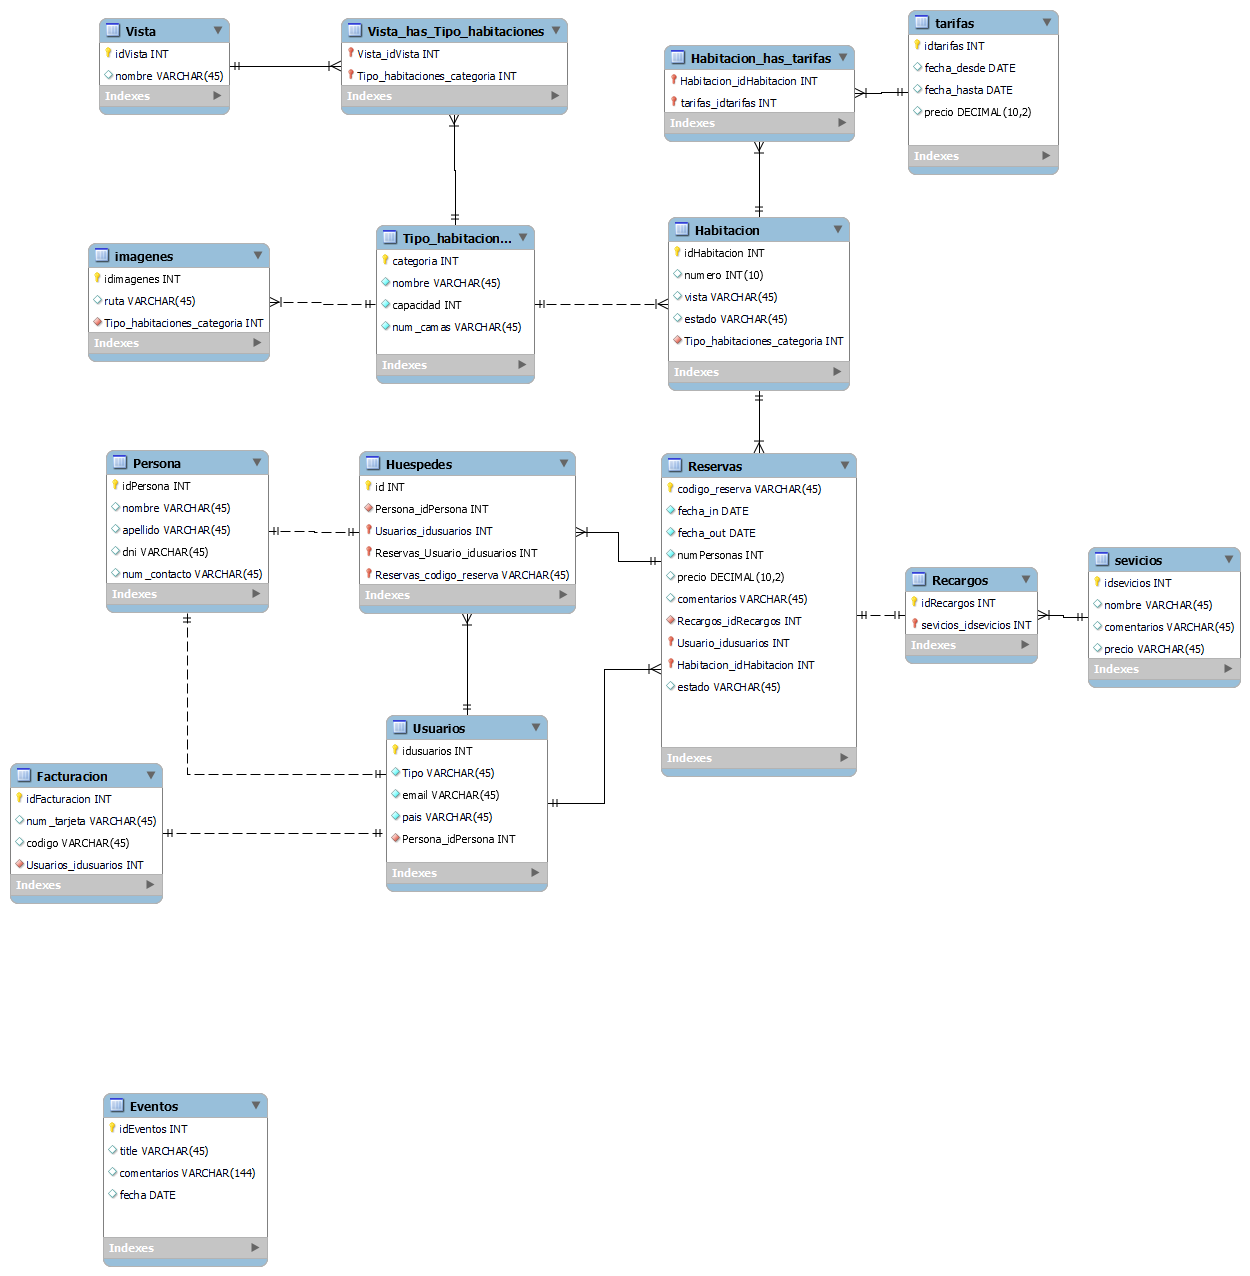 Vista
idVista INT
nombre VARCHAR(45)
Indexes
Vista_has_Tipo_habitaciones
Vista_idVista INT
Tipo_habitaciones_categoria INT
Indexes
Habitacion_has_tarifas
Habitacion_idHabitacion INT
tarifas_idtarifas INT
Indexes
tarifas
idtarifas INT
fecha_desde DATE
fecha_hasta DATE
precio DECIMAL(10,2)
Indexes
imagenes
idimagenes INT
ruta VARCHAR(45)
Tipo_habitaciones_categoria INT
Indexes
Tipo_habitacion...
categoria INT
nombre VARCHAR(45)
capacidad INT
num_camas VARCHAR(45)
Indexes
Habitacion
idHabitacion INT
numero INT(10)
vista VARCHAR(45)
estado VARCHAR(45)
Tipo_habitaciones_categoria INT
Indexes
Persona
idPersona INT
nombre VARCHAR(45)
apellido VARCHAR(45)
dni VARCHAR(45)
num_contacto VARCHAR(45)
Indexes
Huespedes
id INT
Persona_idPersona INT
Usuarios_idusuarios INT
Reservas_Usuario_idusuarios INT
Reservas_codigo_reserva VARCHAR(45)
Indexes
Reservas
codigo_reserva VARCHAR(45)
fecha_in DATE
fecha_out DATE
numPersonas INT
precio DECIMAL(10,2)
comentarios VARCHAR(45)
Recargos_idRecargos INT
Usuario_idusuarios INT
Habitacion_idHabitacion INT
estado VARCHAR(45)
Indexes
Recargos
idRecargos INT
sevicios_idsevicios INT
Indexes
sevicios
idsevicios INT
nombre VARCHAR(45)
comentarios VARCHAR(45)
precio VARCHAR(45)
Indexes
Facturacion
idFacturacion INT
num_tarjeta VARCHAR(45)
codigo VARCHAR(45)
Usuarios_idusuarios INT
Indexes
Usuarios
idusuarios INT
Tipo VARCHAR(45)
email VARCHAR(45)
pais VARCHAR(45)
Persona_idPersona INT
Indexes
Eventos
idEventos INT
title VARCHAR(45)
comentarios VARCHAR(144)
fecha DATE
Indexes